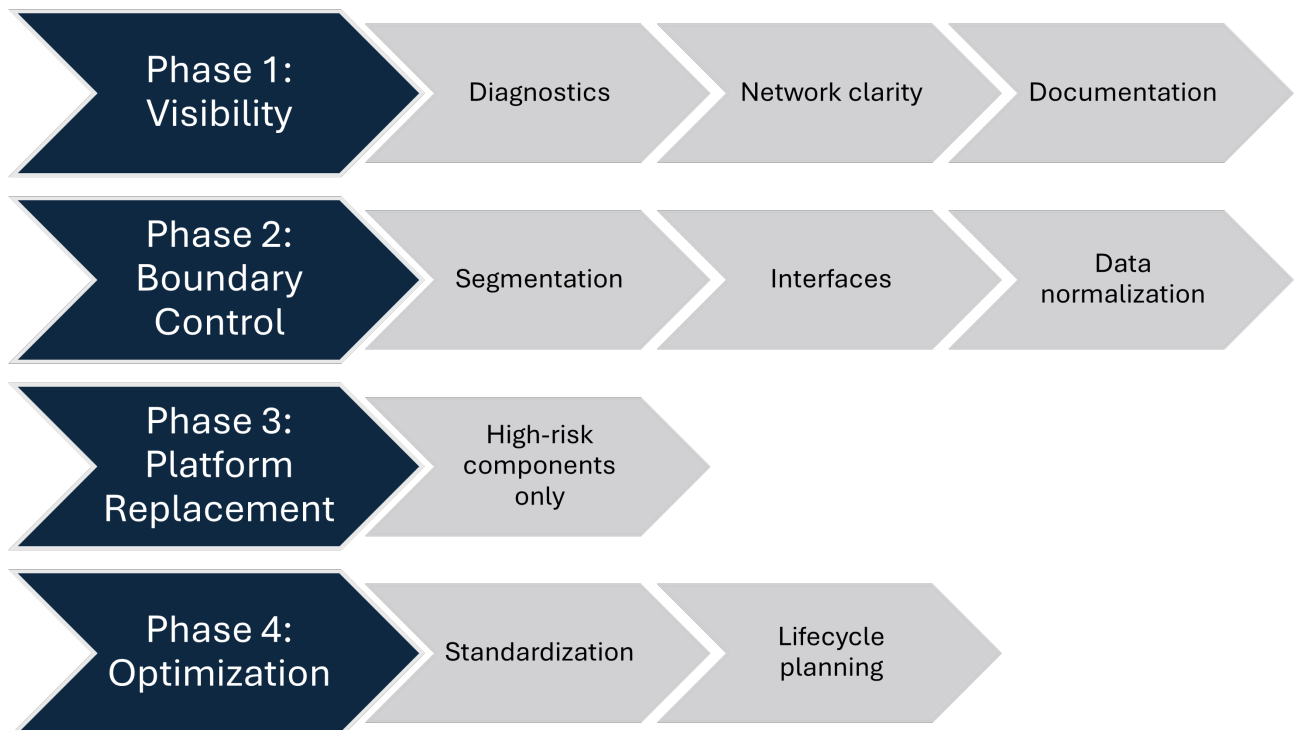 Phase 1:
Visibility
Diagnostics
Network clarity
Documentation
Phase 2:
Boundary
Control
Segmentation
Interfaces
Data
normalization
Phase 3:
Platform
Replacement
High-risk
components
only
Phase 4:
Optimization
Standardization
Lifecycle
planning